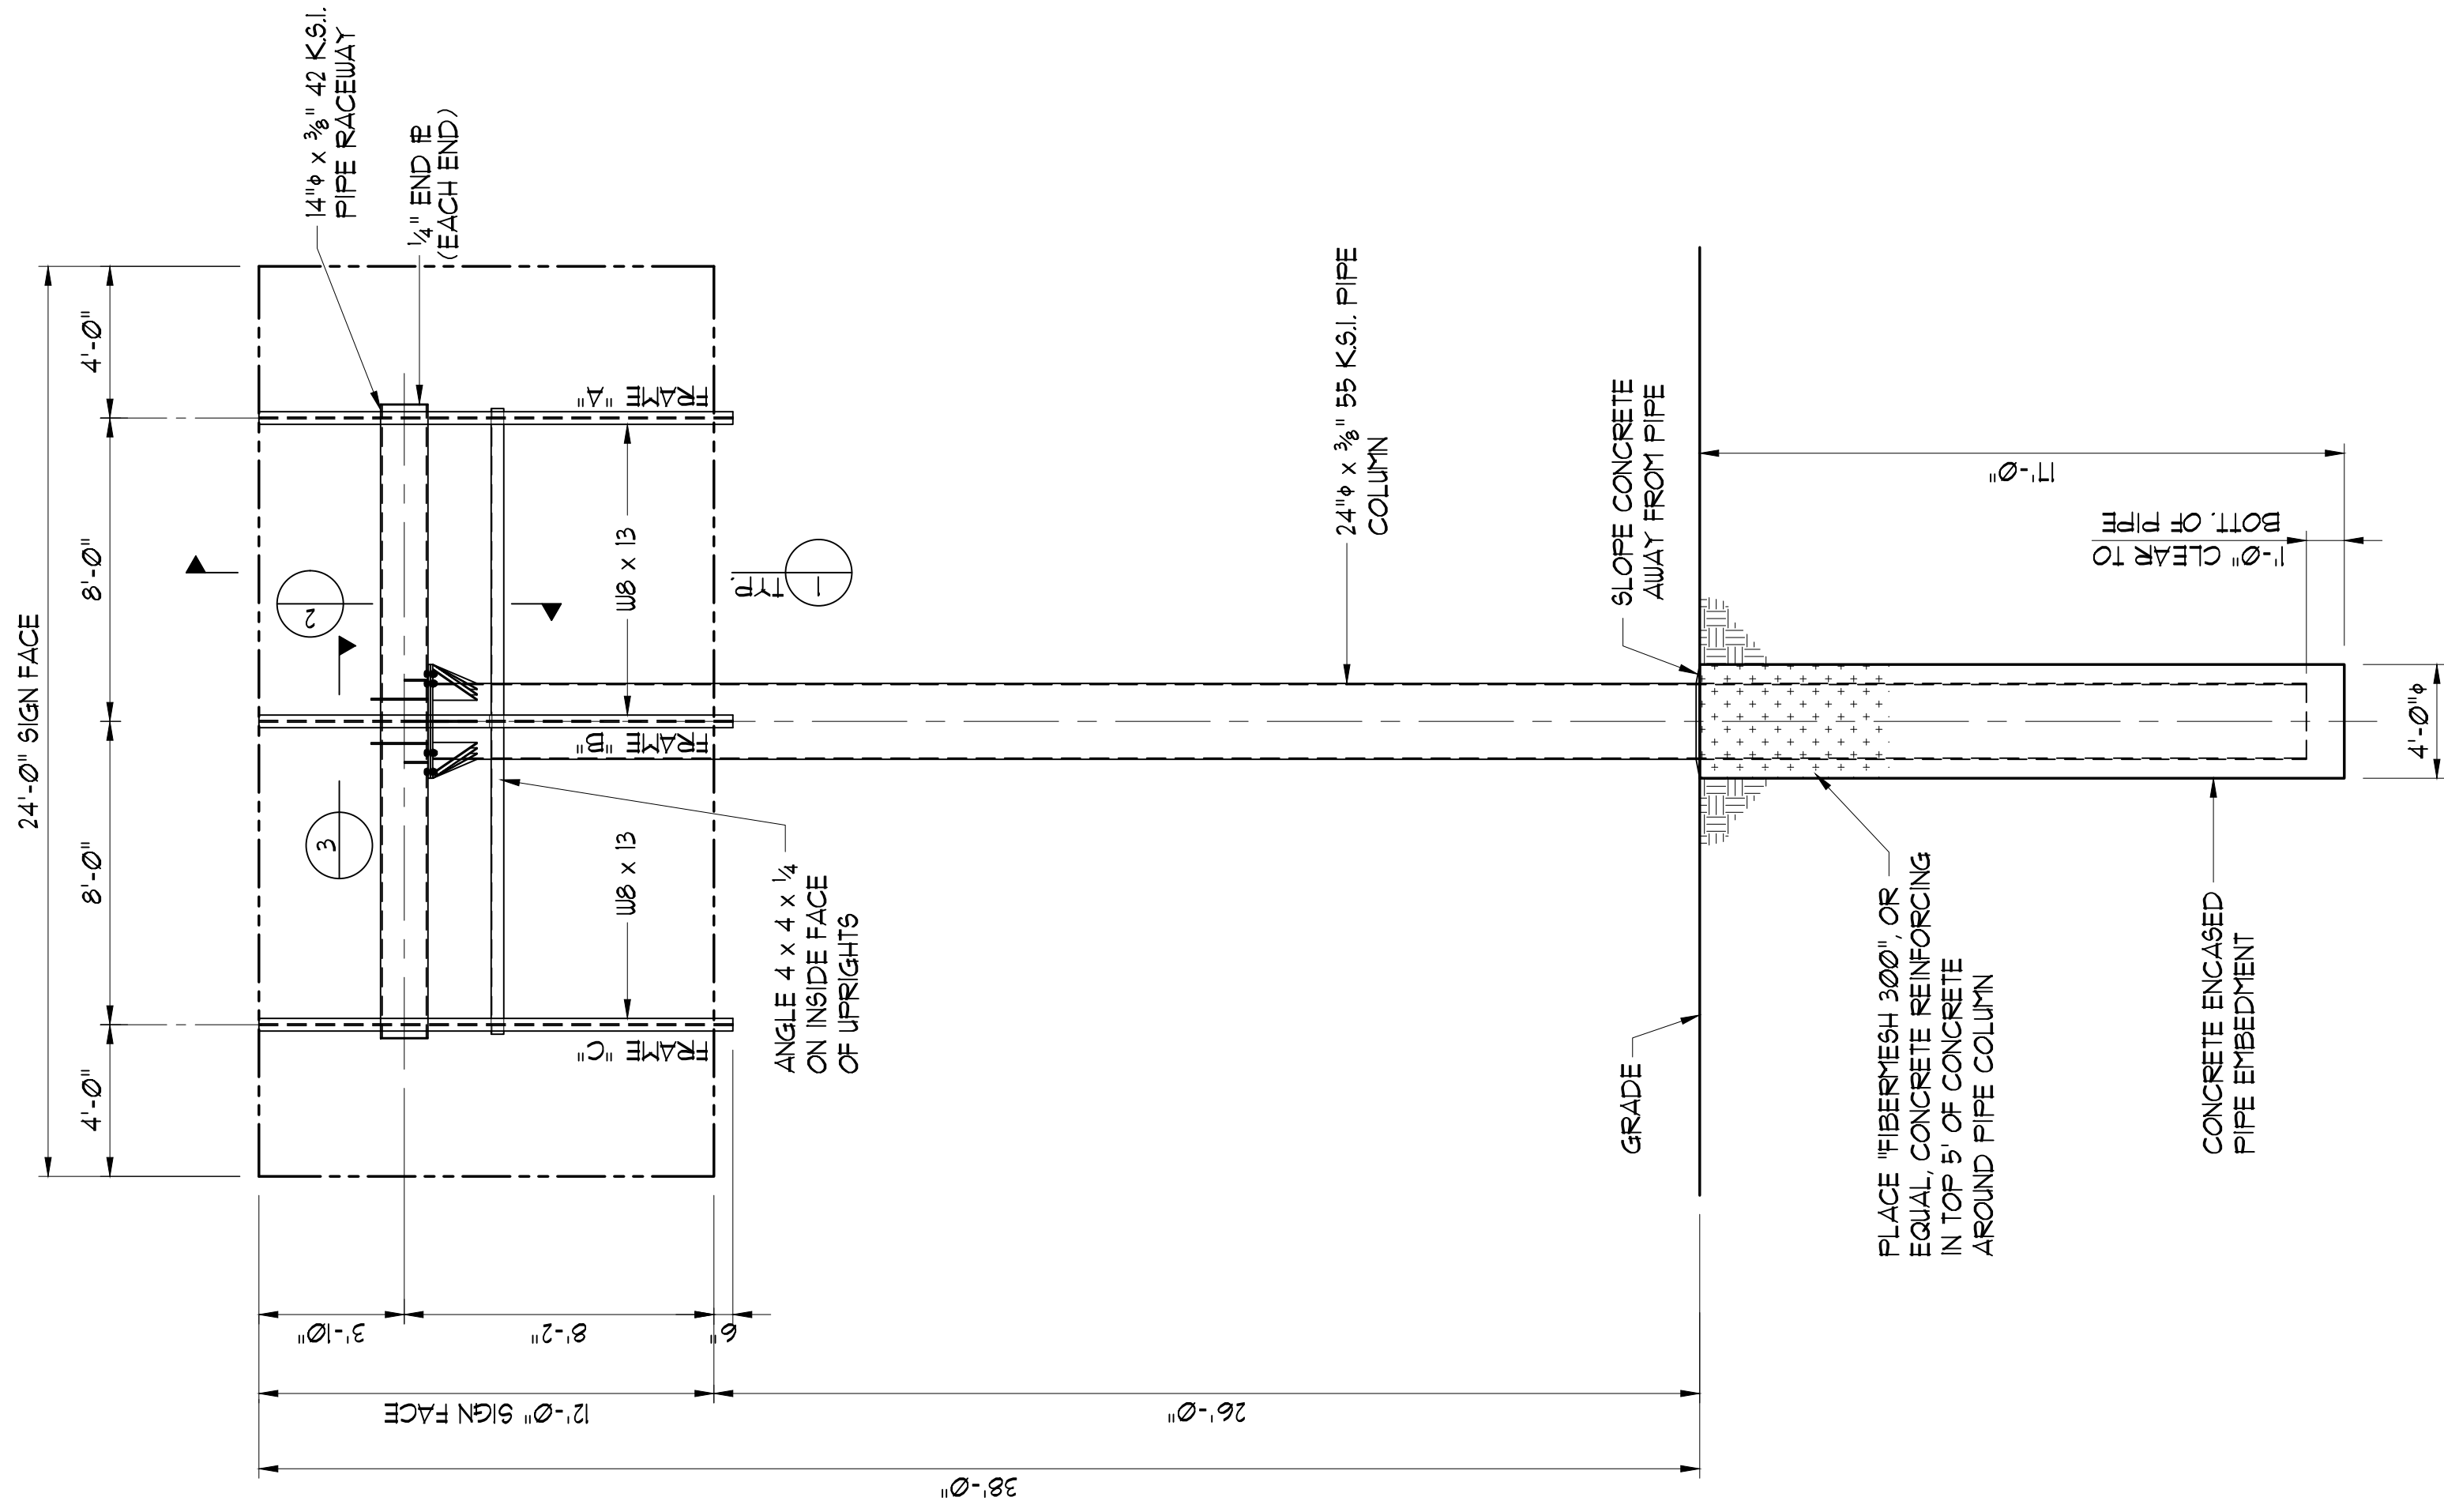 24'-0" SIGN FACE
4'-0"
8'-0"
8'-0"
4'-0"
14"ϕ x 3/8" 42 K.S.I.
PIPE RACEWAY
1/4" END ℙ
(EACH END)
2
3
1
TYP.
FRAME "C"
FRAME "B"
FRAME "A"
W8 x 13
W8 x 13
3'-10"
8'-2"
6"
12'-0" SIGN FACE
26'-0"
38'-0"
ANGLE 4 x 4 x 1/4
ON INSIDE FACE
OF UPRIGHTS
24"ϕ x 3/8" 55 K.S.I. PIPE
COLUMN
SLOPE CONCRETE
AWAY FROM PIPE
GRADE
17'-0"
1'-0" CLEAR TO
BOTT. OF PIPE
PLACE "FIBERMESH 300", OR
EQUAL, CONCRETE REINFORCING
IN TOP 5' OF CONCRETE
AROUND PIPE COLUMN
CONCRETE ENCASED
PIPE EMBEDMENT
4'-0"ϕ